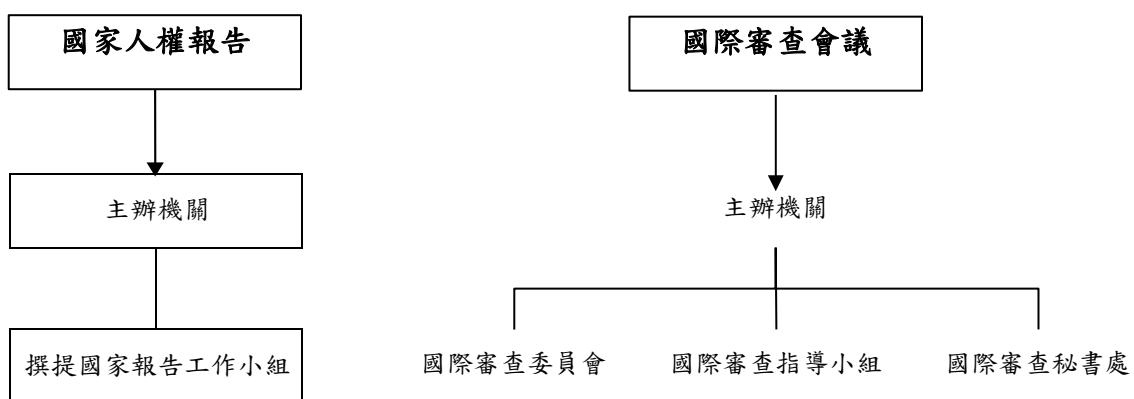 國家人權報告
主辦機關
撰提國家報告工作小組
國際審查會議
主辦機關
國際審查委員會
國際審查指導小組
國際審查秘書處